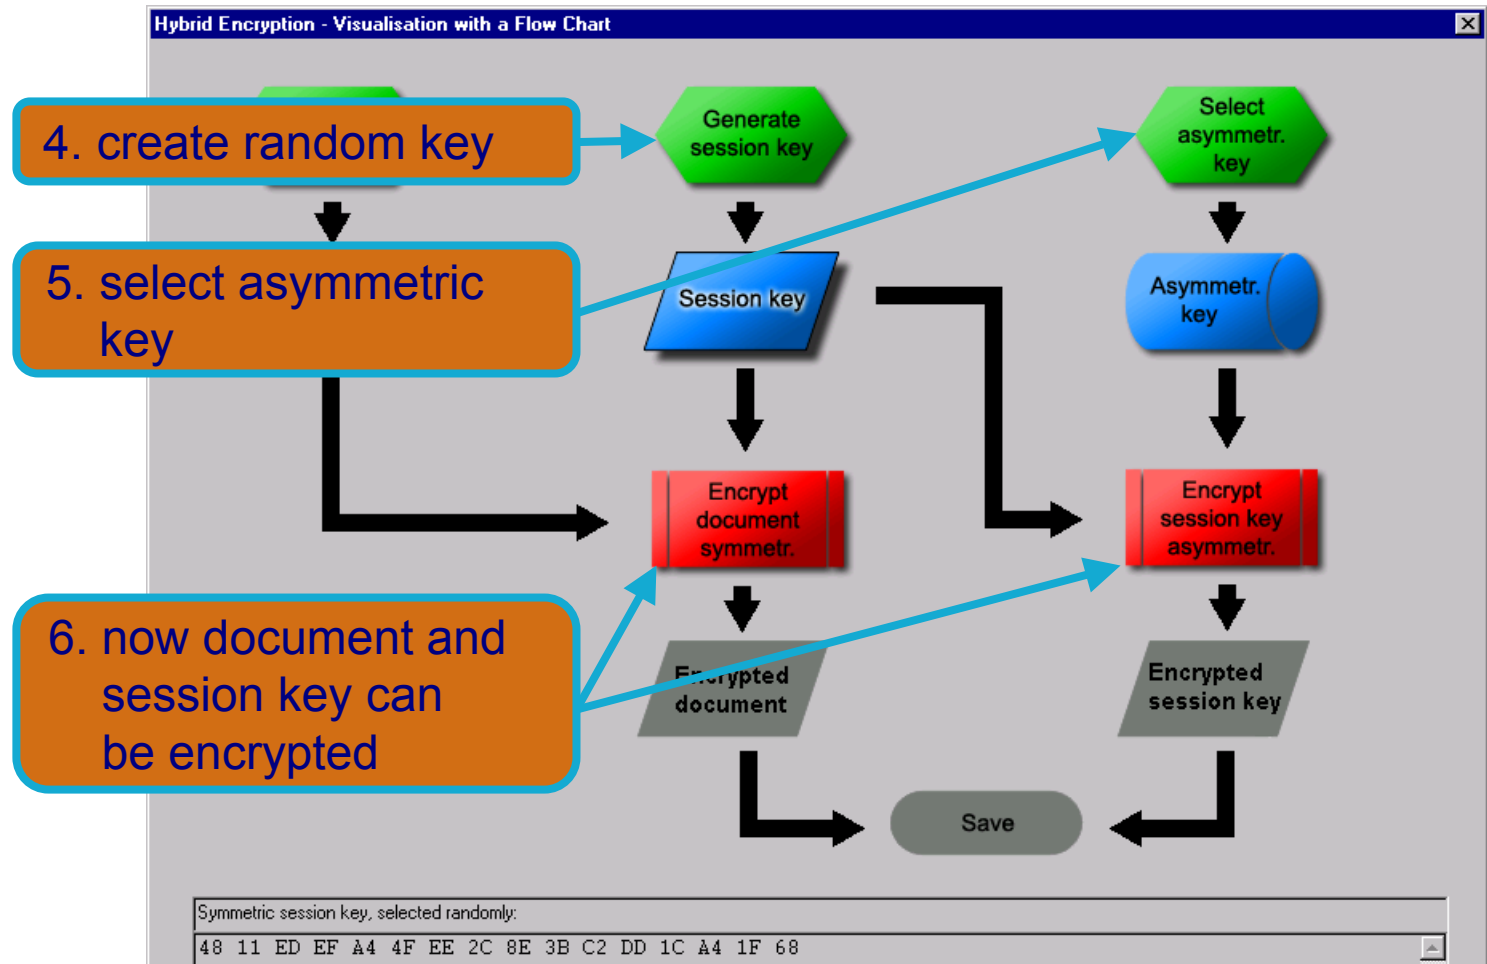 Hybrid Encryption - Visualisation with a Flow Chart
4. create random key
Generate
session key
Select
asymmetr.
key
5. select asymmetric
key
Session key
Asymmetr.
key
Encrypt
document
symmetr.
Encrypt
session key
asymmetr.
6. now document and
session key can
be encrypted
Encrypted
document
Encrypted
session key
Save
Symmetric session key, selected randomly:
48 11 ED EF A4 4F EE 2C 8E 3B C2 DD 1C A4 1F 68